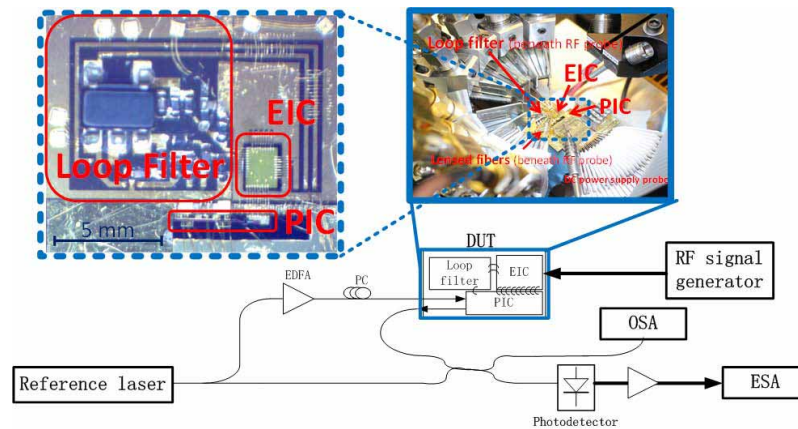 Loop filter (beneath RF probe)
EIC
PIC
Lensed fibers (beneath RF probe)
DC power supply probe
EIC
Loop Filter
PIC
5 mm
DUT
Loop
filter
EIC
PIC
RF signal
generator
EDFA
PC
OSA
Reference laser
Photodetector
ESA